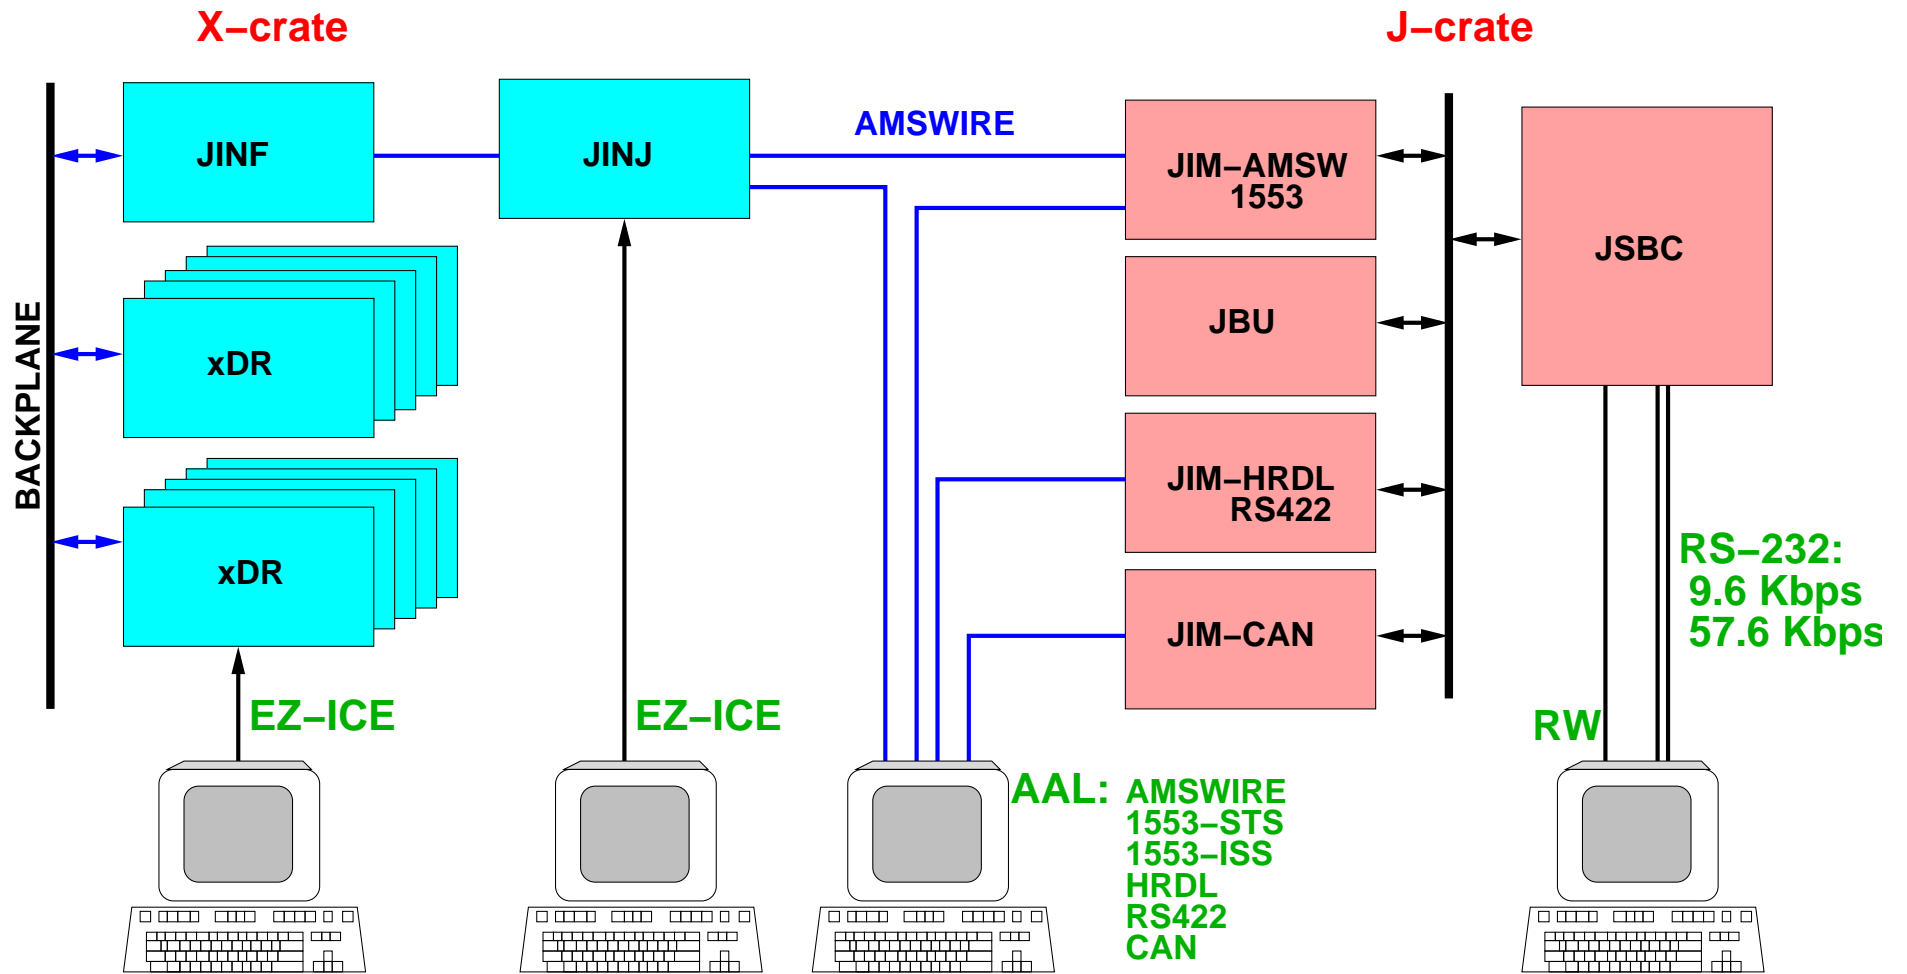 X–crate
J–crate
JINF
JINJ
AMSWIRE
JIM–AMSW
1553
JSBC
JBU
xDR
BACKPLANE
JIM–HRDL
RS422
xDR
JIM–CAN
RS–232:
9.6 Kbps
57.6 Kbps
EZ–ICE
EZ–ICE
RW
AAL: AMSWIRE
1553–STS
1553–ISS
HRDL
RS422
CAN